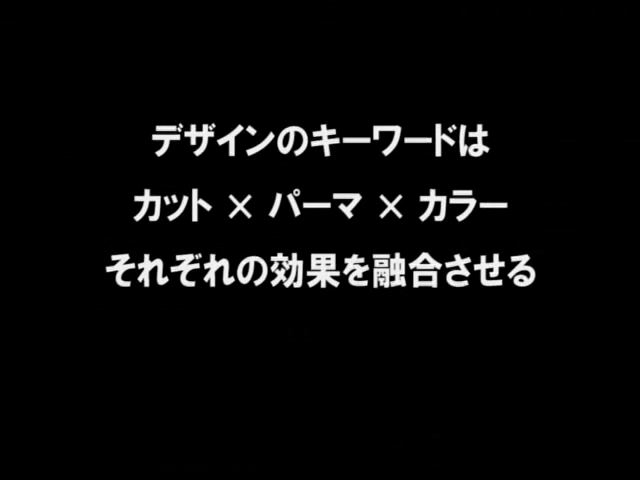 デザインのキーワードは
カット × パーマ × カラー
それぞれの効果を融合させる